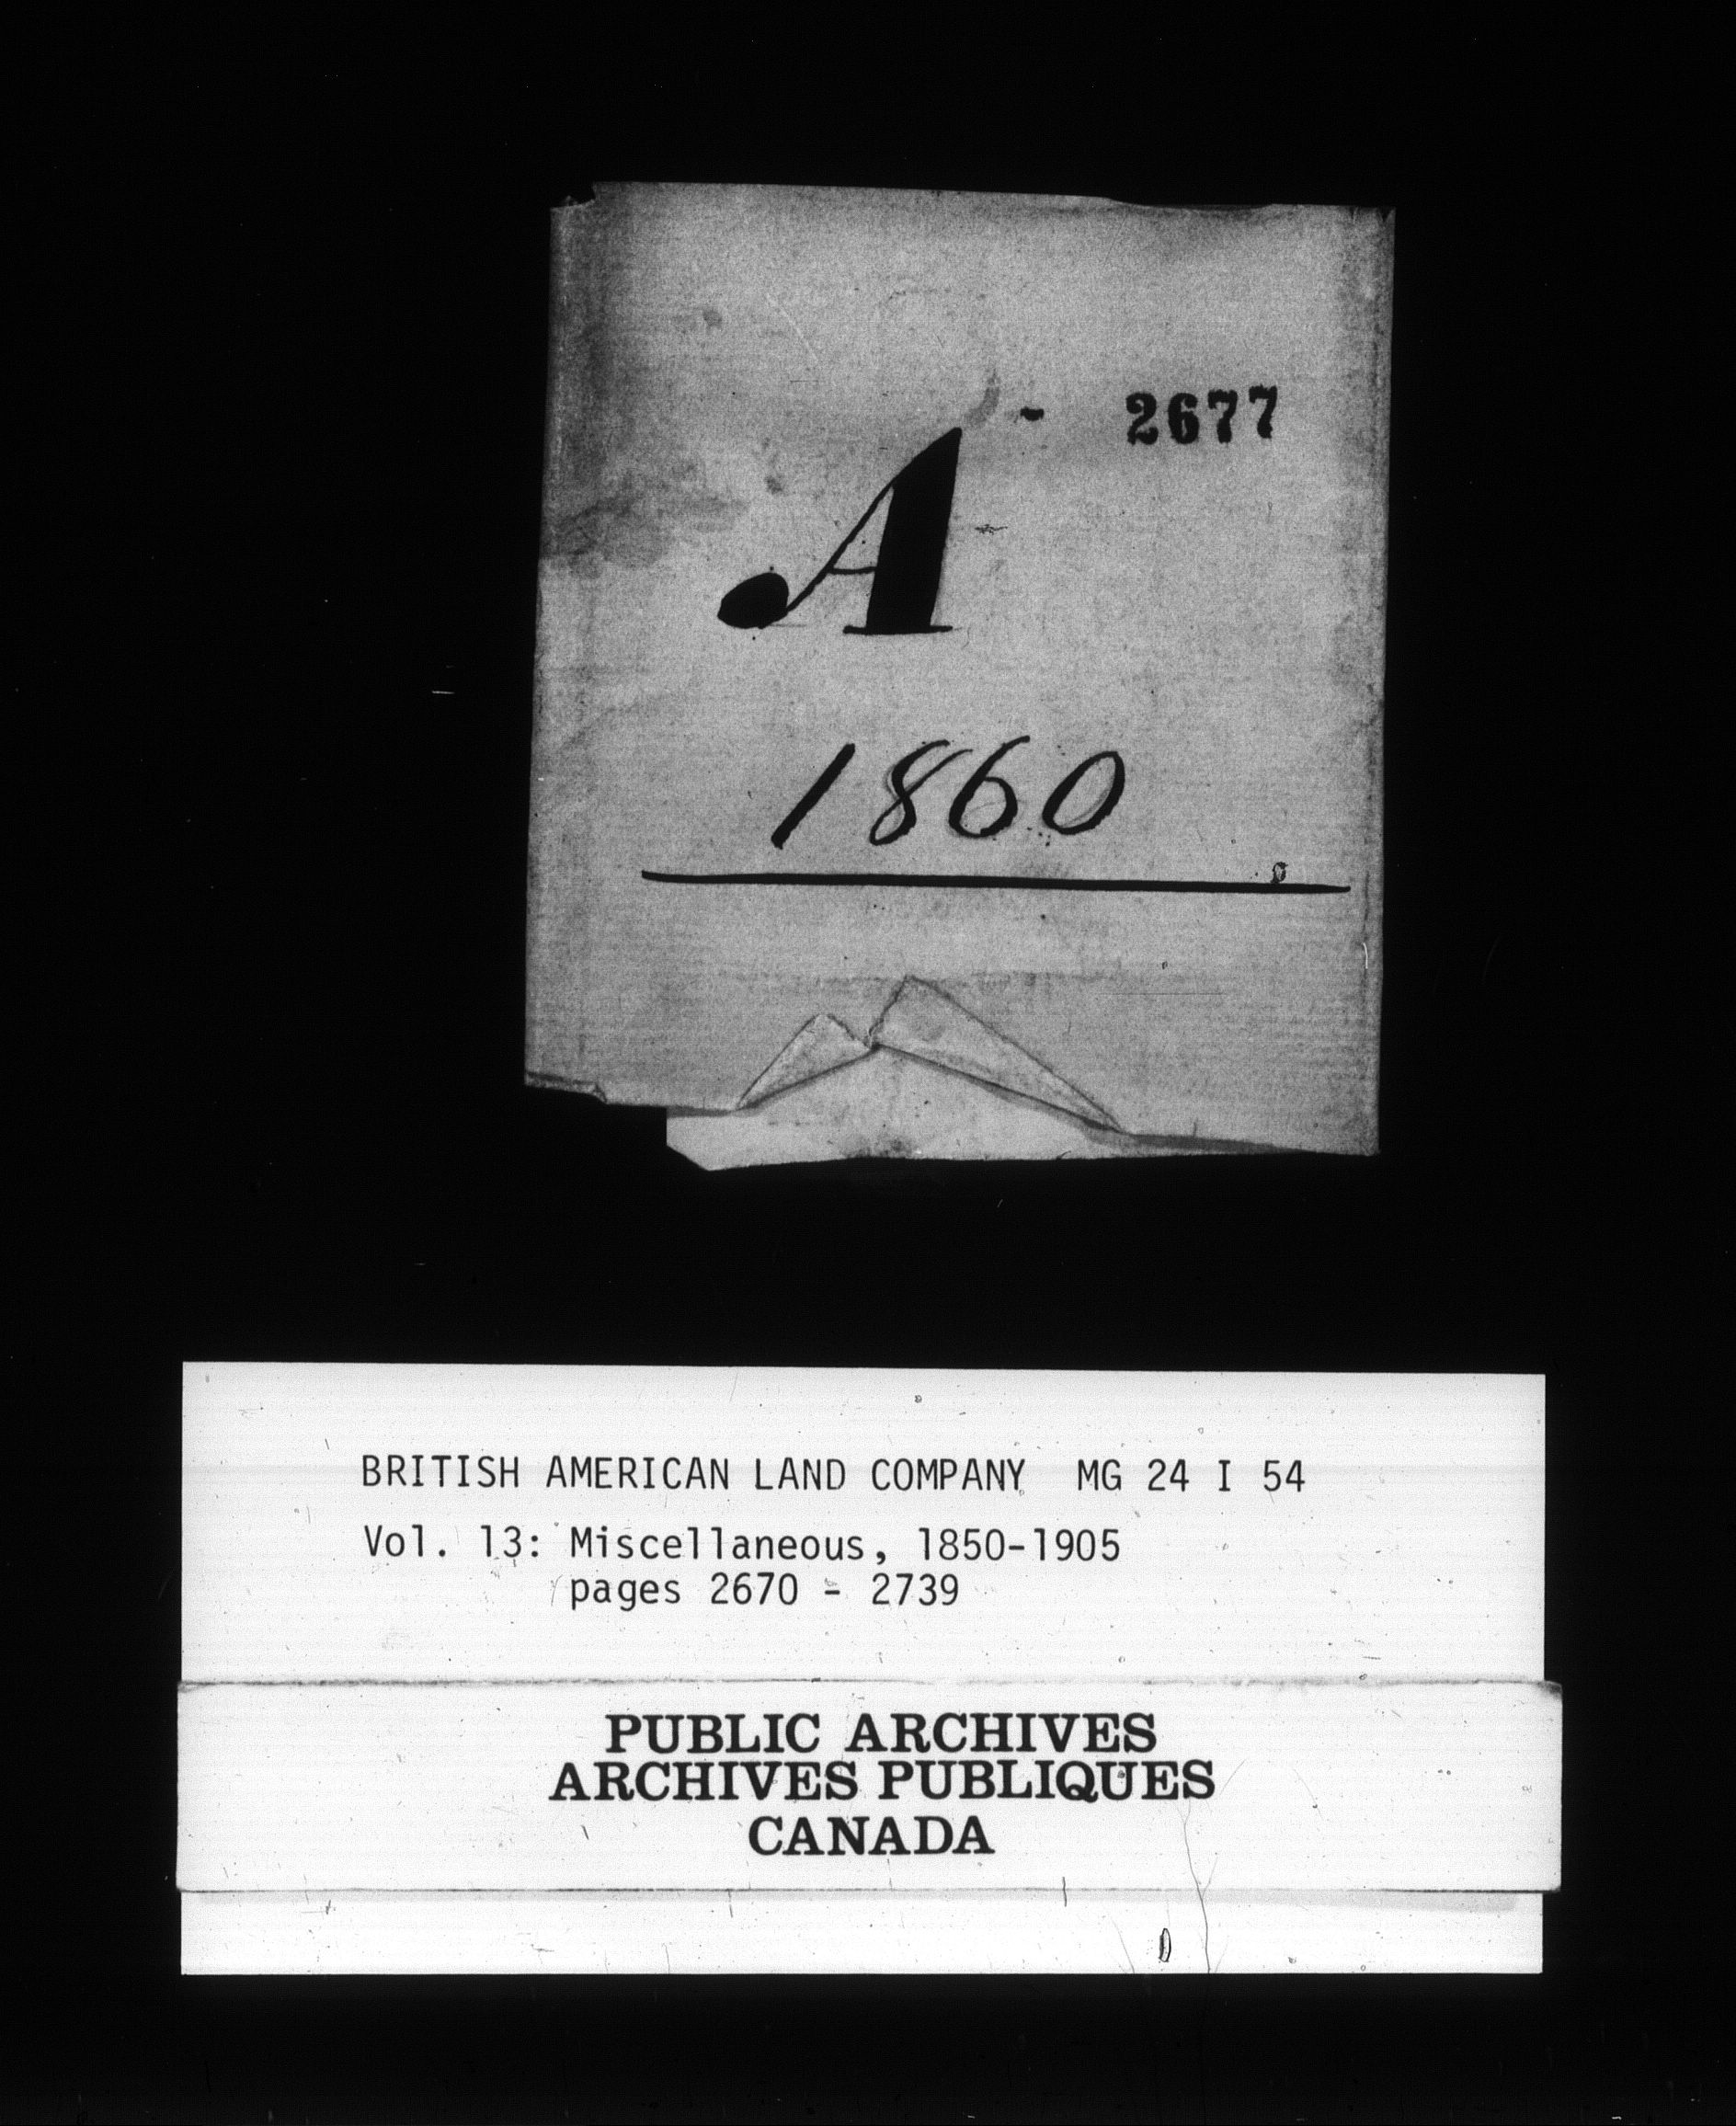 2677
A
1860
BRITISH AMERICAN LAND COMPANY MG 24 I 54
Vol. 13: Miscellaneous, 1850-1905
pages 2670 - 2739
PUBLIC ARCHIVES
ARCHIVES PUBLIQUES
CANADA